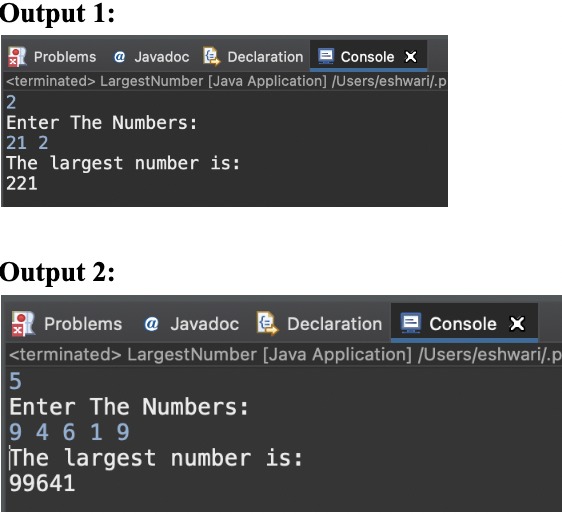 Output 1:
Problems @ Javadoc Declaration Console X
<terminated> LargestNumber [Java Application] /Users/eshwari/.p
2
Enter The Numbers:
21 2
The largest number is:
221
Output 2:
Problems @ Javadoc Declaration Console X
<terminated> LargestNumber [Java Application] /Users/eshwari/.p
5
Enter The Numbers:
9 4 6 1 9
The largest number is:
99641